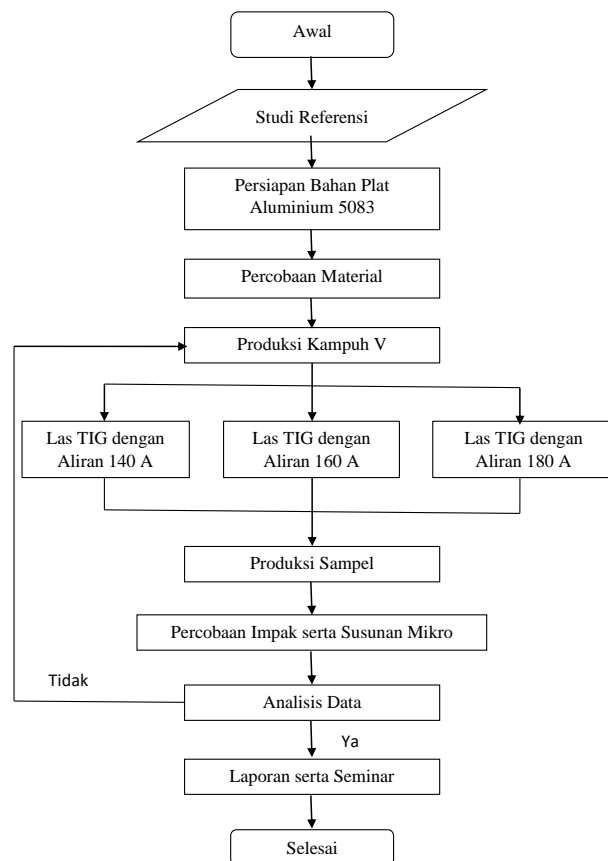 Awal
Studi Referensi
Persiapan Bahan Plat
Aluminium 5083
Percobaan Material
Produksi Kampuh V
Las TIG dengan
Aliran 140 A
Las TIG dengan
Aliran 160 A
Las TIG dengan
Aliran 180 A
Produksi Sampel
Percobaan Impak serta Susunan Mikro
Tidak
Analisis Data
Ya
Laporan serta Seminar
Selesai